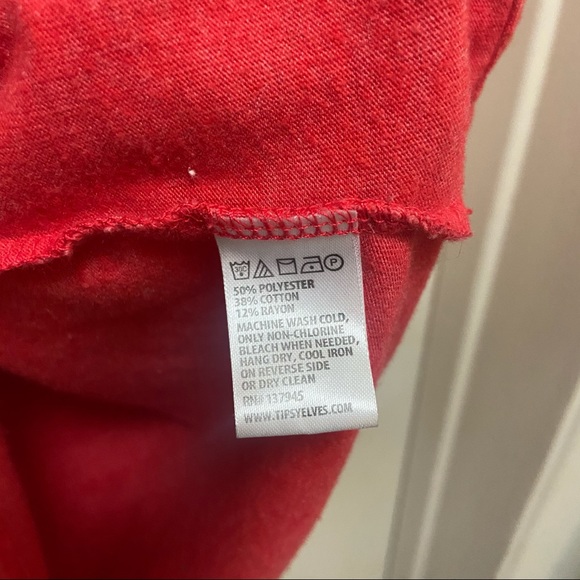 30C P
50% POLYESTER
38% COTTON
12% RAYON
MACHINE WASH COLD,
ONLY NON-CHLORINE
BLEACH WHEN NEEDED,
HANG DRY, COOL IRON
ON REVERSE SIDE
OR DRY CLEAN
RN# 137945
WWW.TIPSYELVES.COM